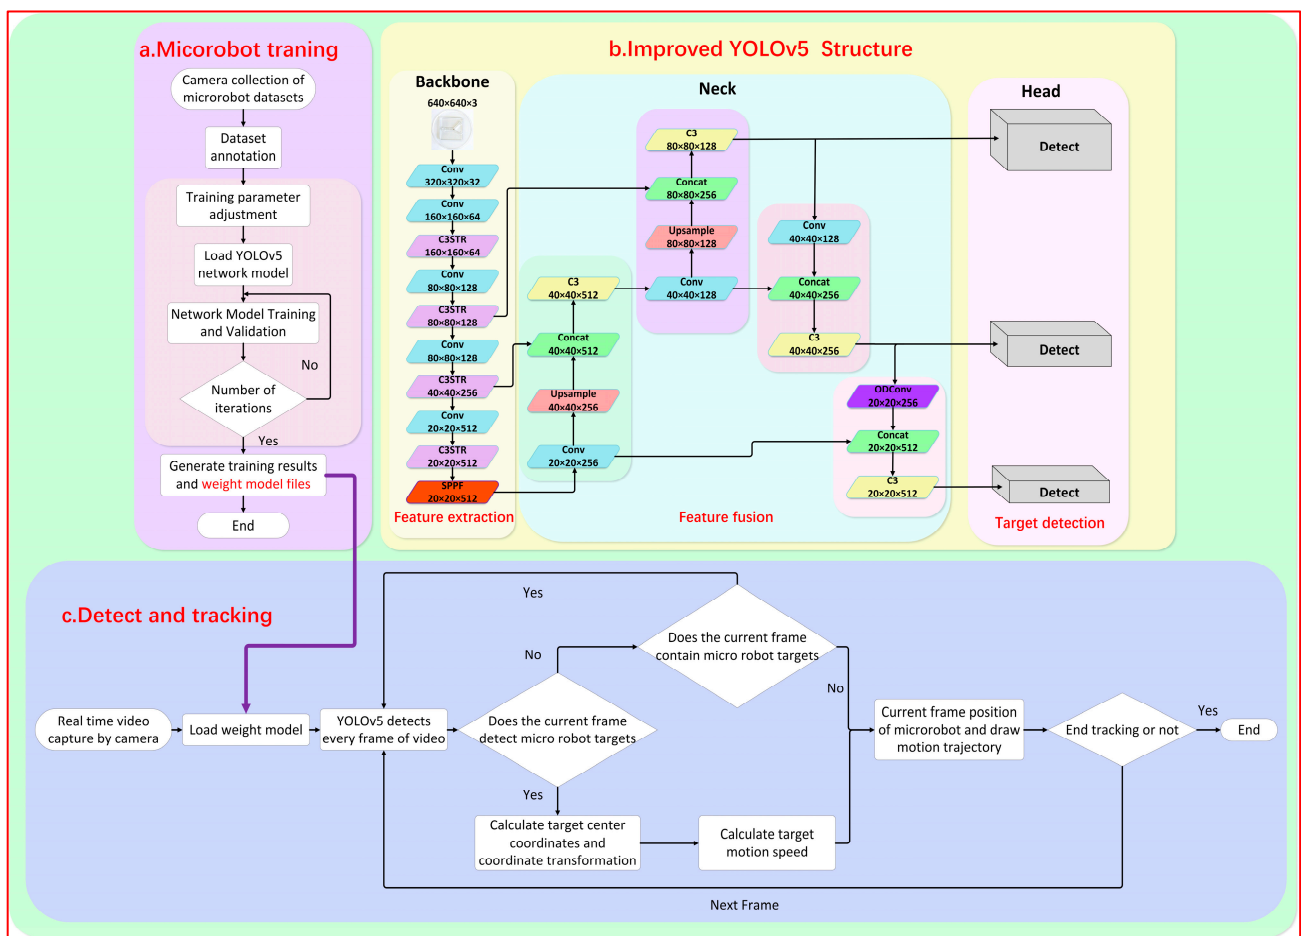 a.Micorobot traning
Camera collection of
microrobot datasets
Dataset
annotation
Training parameter
adjustment
Load YOLOv5
network model
Network Model Training
and Validation
No
Number of
iterations
Yes
Generate training results
and weight model files
End
b.Improved YOLOv5 Structure
Backbone
640×640×3
Conv
320×320×32
Conv
160×160×64
C3STR
160×160×64
Conv
80×80×128
C3STR
80×80×128
Conv
80×80×128
C3STR
40×40×256
Conv
20×20×512
C3STR
20×20×512
SPPF
20×20×512
Feature extraction
Neck
C3
40×40×512
Concat
40×40×512
Upsample
40×40×256
Conv
20×20×256
C3
80×80×128
Concat
80×80×256
Upsample
80×80×128
Conv
40×40×128
Conv
40×40×128
Concat
40×40×256
C3
40×40×256
ODConv
20×20×256
Concat
20×20×512
C3
20×20×512
Feature fusion
Head
Detect
Detect
Detect
Target detection
c.Detect and tracking
Real time video
capture by camera
Load weight model
YOLOv5 detects
every frame of video
Does the current frame
detect micro robot targets
No
Yes
Does the current frame
contain micro robot targets
Yes
No
Calculate target center
coordinates and
coordinate transformation
Calculate target
motion speed
Current frame position
of microrobot and draw
motion trajectory
End tracking or not
Yes
End
Next Frame